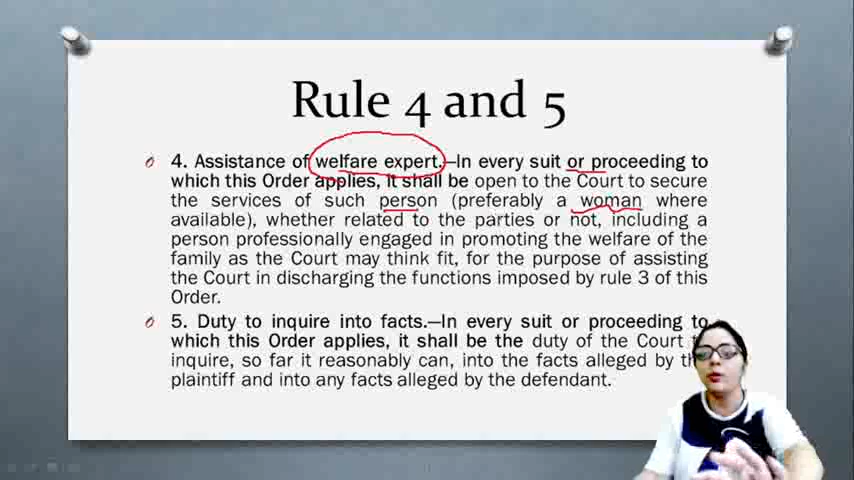 Rule 4 and 5
4. Assistance of welfare expert.—In every suit or proceeding to
which this Order applies, it shall be open to the Court to secure
the services of such person (preferably a woman where
available), whether related to the parties or not, including a
person professionally engaged in promoting the welfare of the
family as the Court may think fit, for the purpose of assisting
the Court in discharging the functions imposed by rule 3 of this
Order.
5. Duty to inquire into facts.—In every suit or proceeding to
which this Order applies, it shall be the duty of the Court
inquire, so far it reasonably can, into the facts alleged by
plaintiff and into any facts alleged by the defendant.